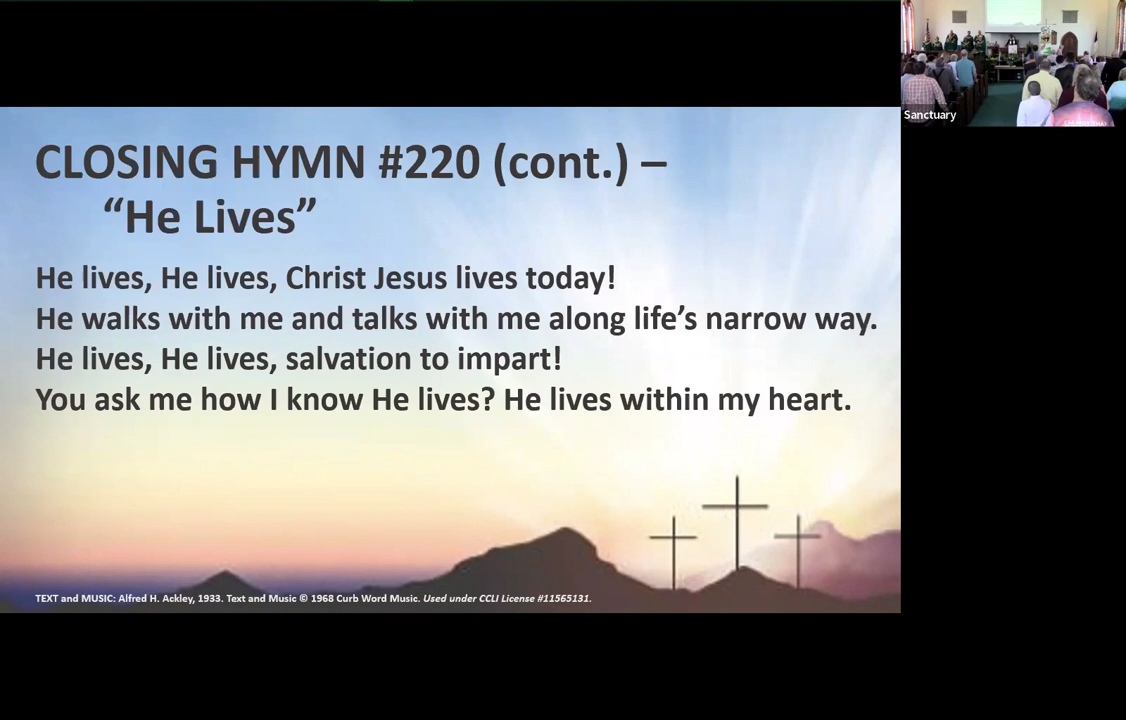 CLOSING HYMN #220 (cont.) –
“He Lives”
He lives, He lives, Christ Jesus lives today!
He walks with me and talks with me along life’s narrow way.
He lives, He lives, salvation to impart!
You ask me how I know He lives? He lives within my heart.
TEXT and MUSIC: Alfred H. Ackley, 1933. Text and Music © 1968 Curb Word Music. Used under CCLI License #11565131.
Sanctuary